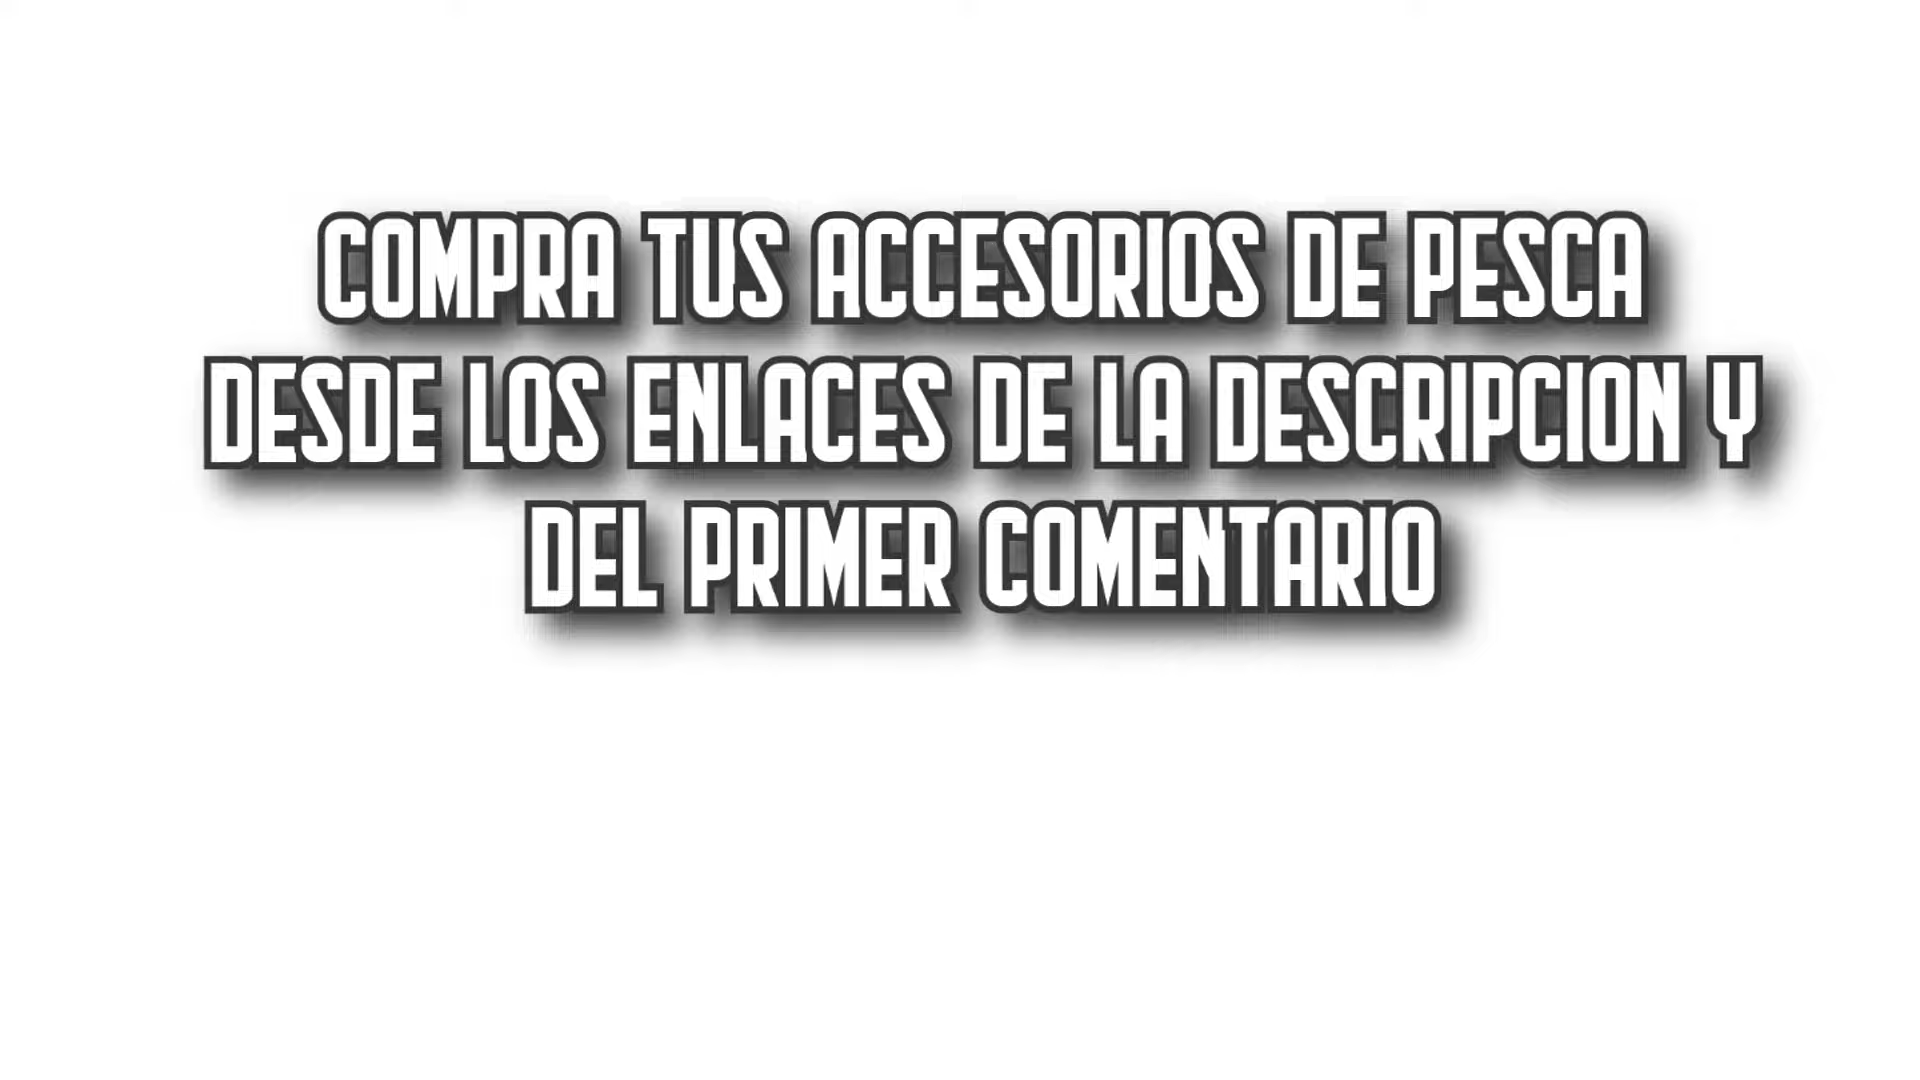 COMPRA TUS ACCESORIOS DE PESCA
DESDE LOS ENLACES DE LA DESCRIPCION Y
DEL PRIMER COMENTARIO